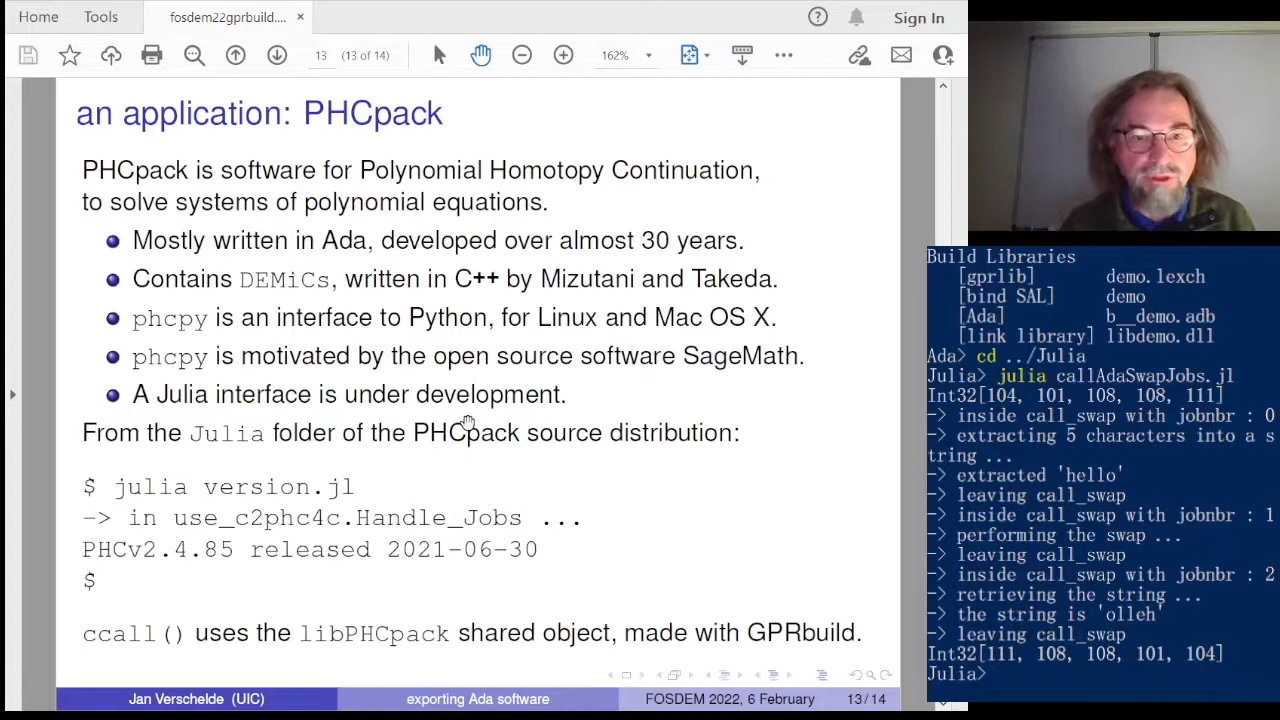 Home Tools fosdem22gprbuild.... × Sign In
13 (13 of 14) 162%
an application: PHCpack
PHCpack is software for Polynomial Homotopy Continuation,
to solve systems of polynomial equations.
Mostly written in Ada, developed over almost 30 years.
Contains DEMiCs, written in C++ by Mizutani and Takeda.
phcpy is an interface to Python, for Linux and Mac OS X.
phcpy is motivated by the open source software SageMath.
A Julia interface is under development.
From the Julia folder of the PHCpack source distribution:
$ julia version.jl
-> in use_c2phc4c.Handle_Jobs ...
PHCv2.4.85 released 2021-06-30
$
ccall() uses the libPHCpack shared object, made with GPRbuild.
Jan Verschelde (UIC) exporting Ada software FOSDEM 2022, 6 February 13/14
Build Libraries
[gprlib] demo.lexch
[bind SAL] demo
[Ada] b__demo.adb
[link library] libdemo.dll
Ada> cd ../Julia
Julia> julia callAdaSwapJobs.jl
Int32[104, 101, 108, 108, 111]
-> inside call_swap with jobnbr : 0
-> extracting 5 characters into a s
tring ...
-> extracted 'hello'
-> leaving call_swap
-> inside call_swap with jobnbr : 1
-> performing the swap ...
-> leaving call_swap
-> inside call_swap with jobnbr : 2
-> retrieving the string ...
-> the string is 'olleh'
-> leaving call_swap
Int32[111, 108, 108, 101, 104]
Julia>